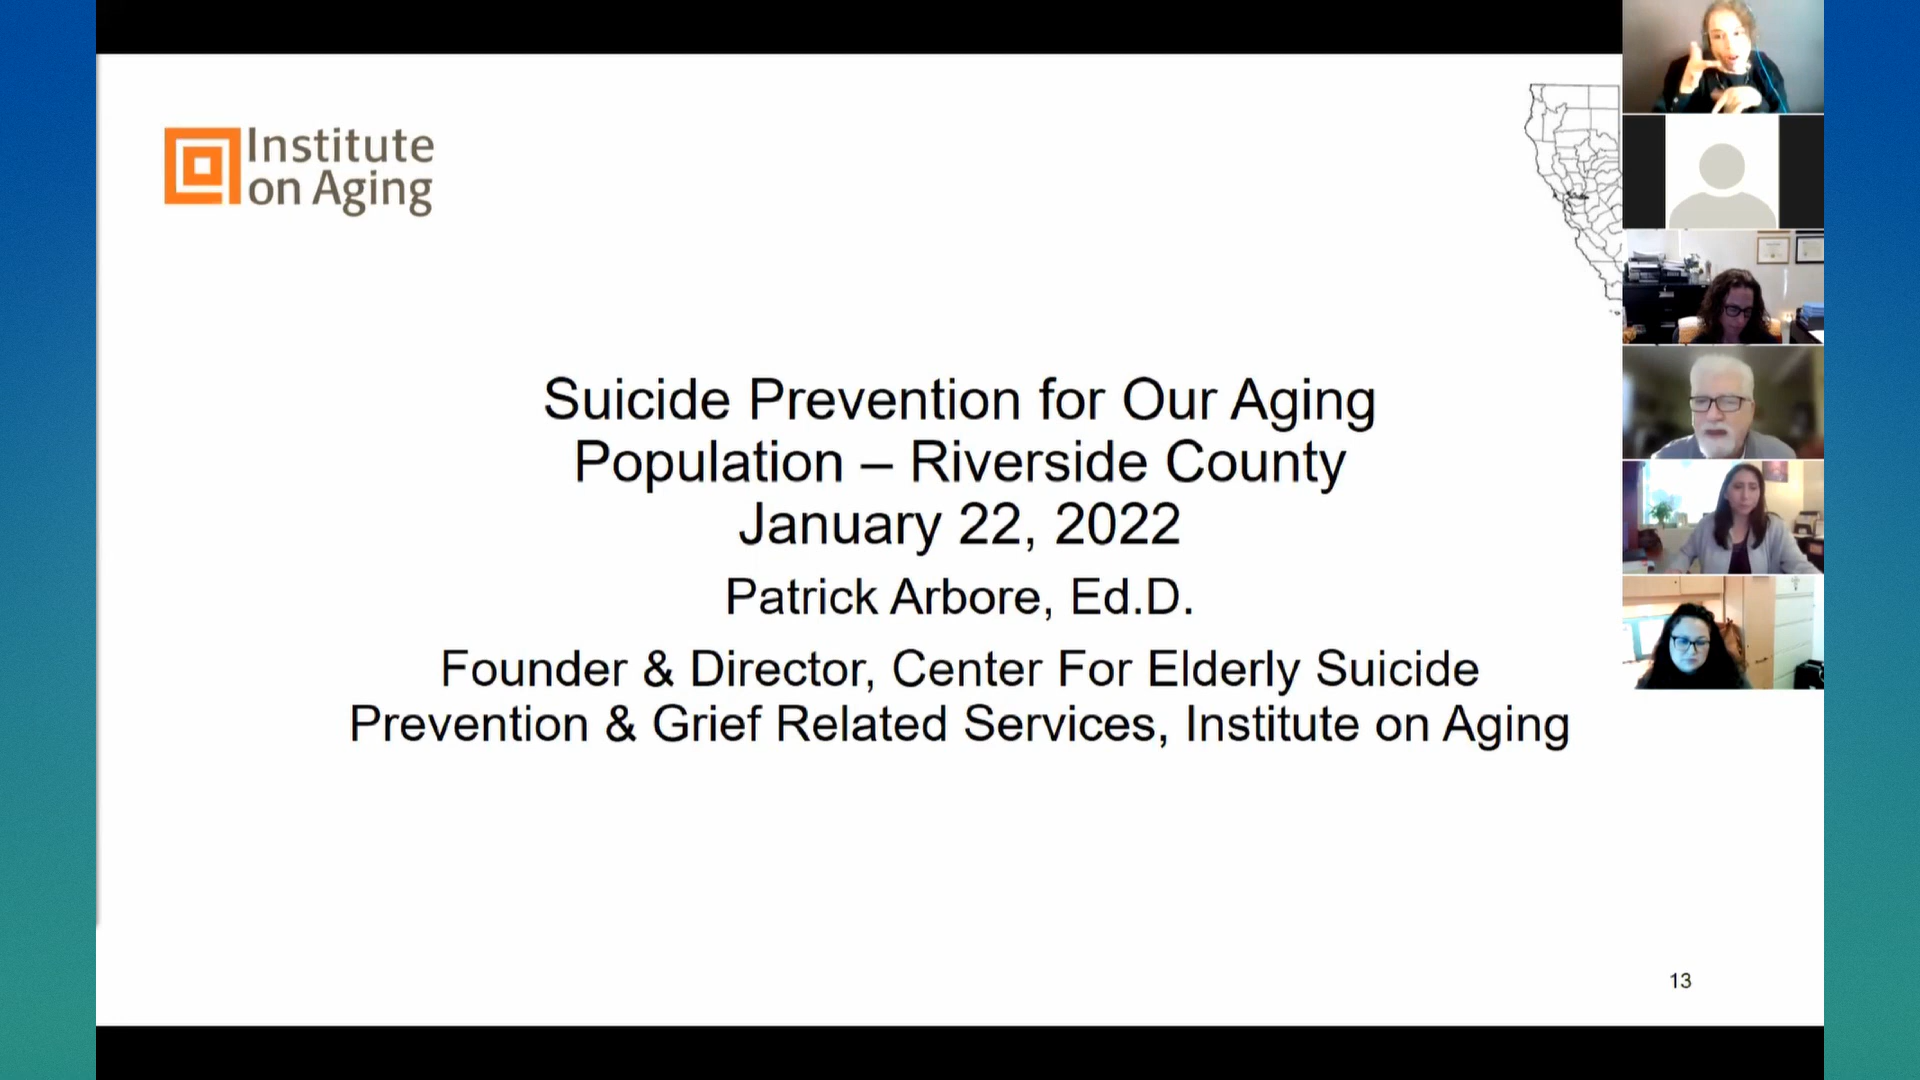 Institute
on Aging
Suicide Prevention for Our Aging
Population – Riverside County
January 22, 2022
Patrick Arbore, Ed.D.
Founder & Director, Center For Elderly Suicide
Prevention & Grief Related Services, Institute on Aging
13